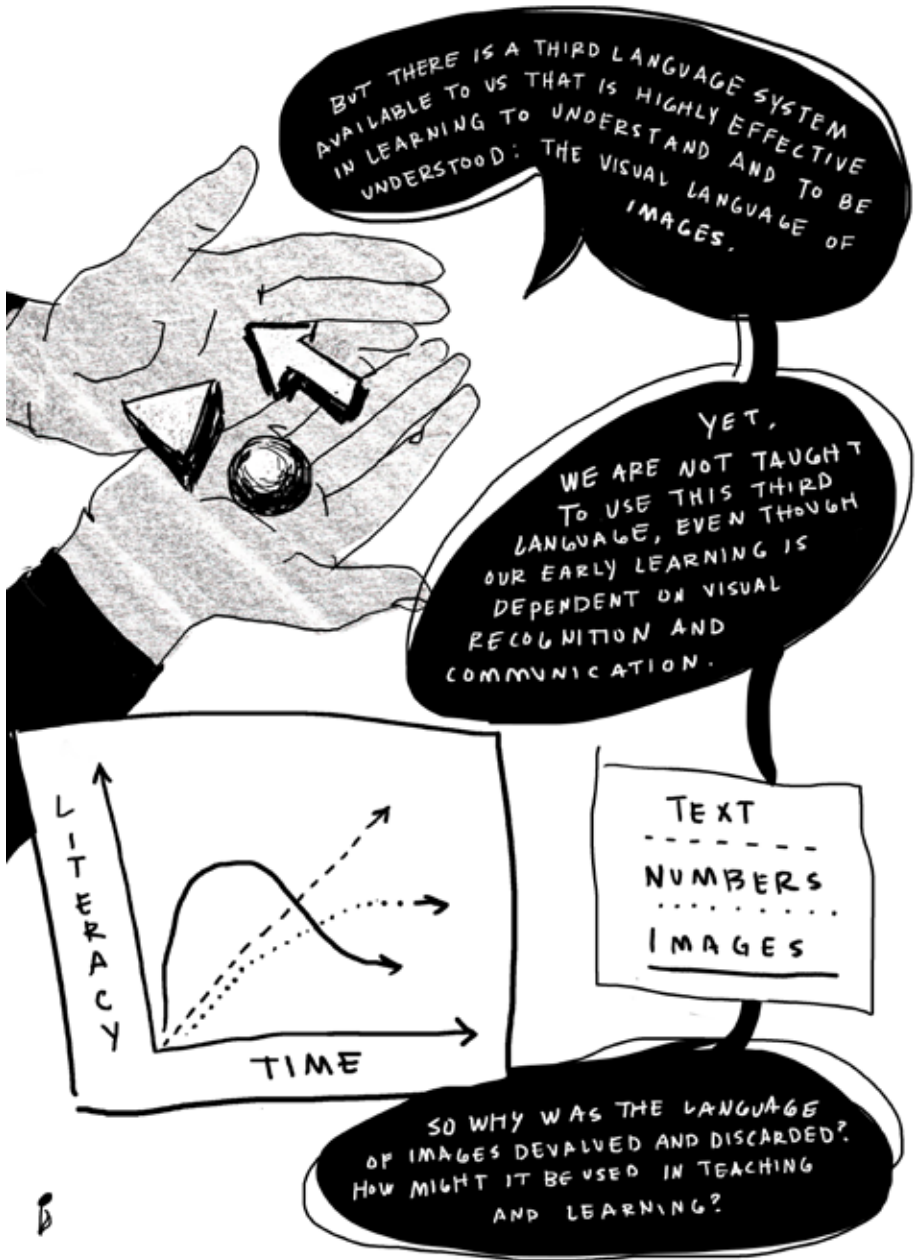 BUT THERE IS A THIRD LANGUAGE SYSTEM
AVAILABLE TO US THAT IS HIGHLY EFFECTIVE
IN LEARNING TO UNDERSTAND AND TO BE
UNDERSTOOD: THE VISUAL LANGUAGE OF
IMAGES.
YET,
WE ARE NOT TAUGHT
TO USE THIS THIRD
LANGUAGE, EVEN THOUGH
OUR EARLY LEARNING IS
DEPENDENT ON VISUAL
RECOGNITION AND
COMMUNICATION.
LITERACY
TIME
TEXT
NUMBERS
IMAGES
SO WHY WAS THE LANGUAGE
OF IMAGES DEVALUED AND DISCARDED?
HOW MIGHT IT BE USED IN TEACHING
AND LEARNING?